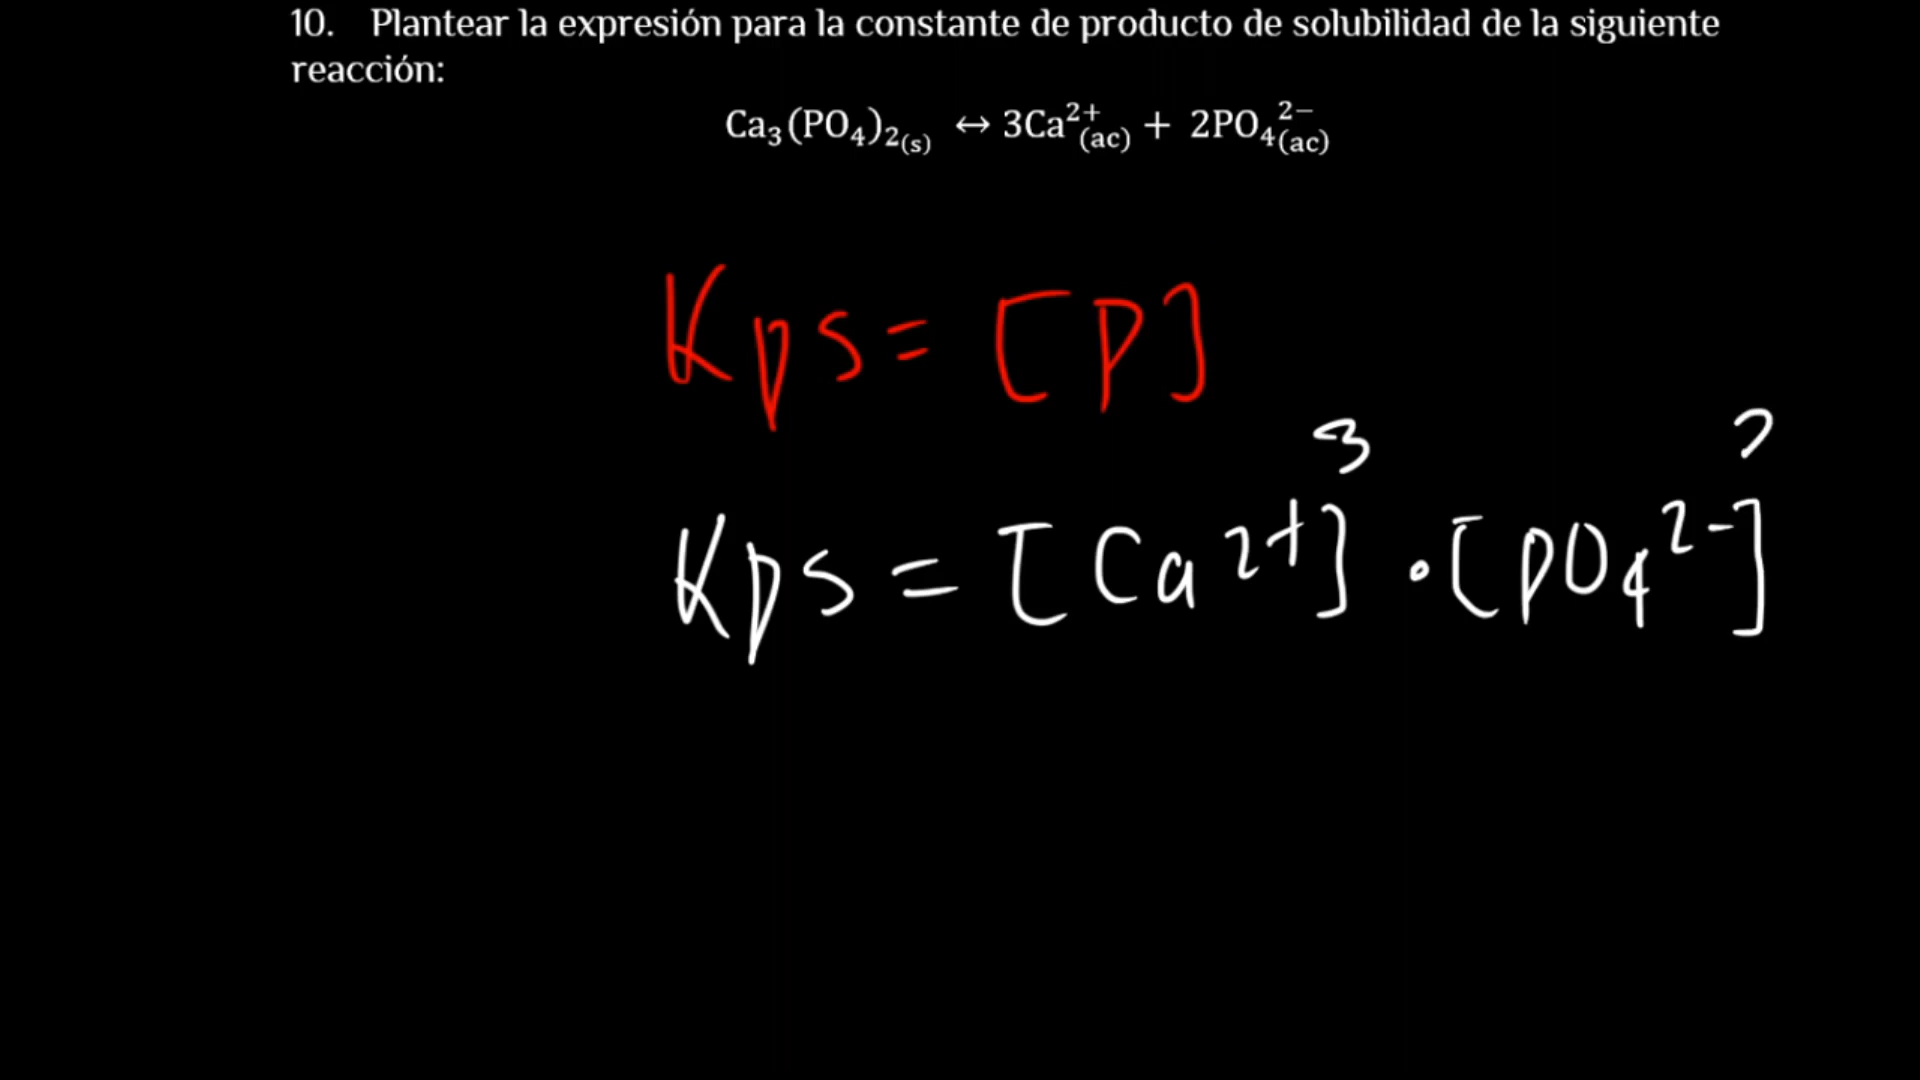 10. Plantear la expresión para la constante de producto de solubilidad de la siguiente
reacción:
Ca₃(PO₄)₂₍ₛ₎ ↔ 3Ca²⁺(ac) + 2PO₄²⁻(ac)
Kps = [P]
Kps = [Ca²⁺]³ · [PO₄²⁻]²